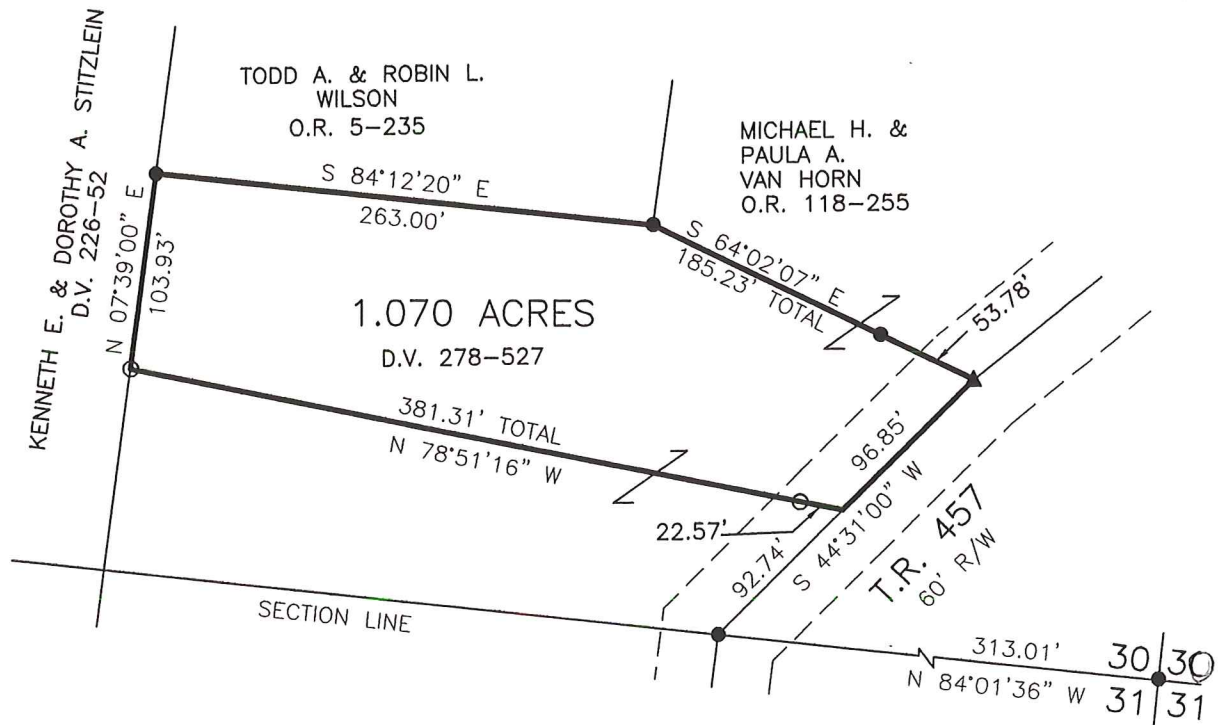 KENNETH E. & DOROTHY A. STITZLEIN
D.V. 226-52
TODD A. & ROBIN L.
WILSON
O.R. 5-235
MICHAEL H. &
PAULA A.
VAN HORN
O.R. 118-255
S 84°12'20" E
263.00'
S 64°02'07" E
185.23' TOTAL
53.78'
N 07°39'00" E
103.93'
1.070 ACRES
D.V. 278-527
381.31' TOTAL
N 78°51'16" W
96.85'
22.57'
92.74'
S 44°31'00" W
T.R. 457
60' R/W
SECTION LINE
313.01'
N 84°01'36" W
30 30
31 31